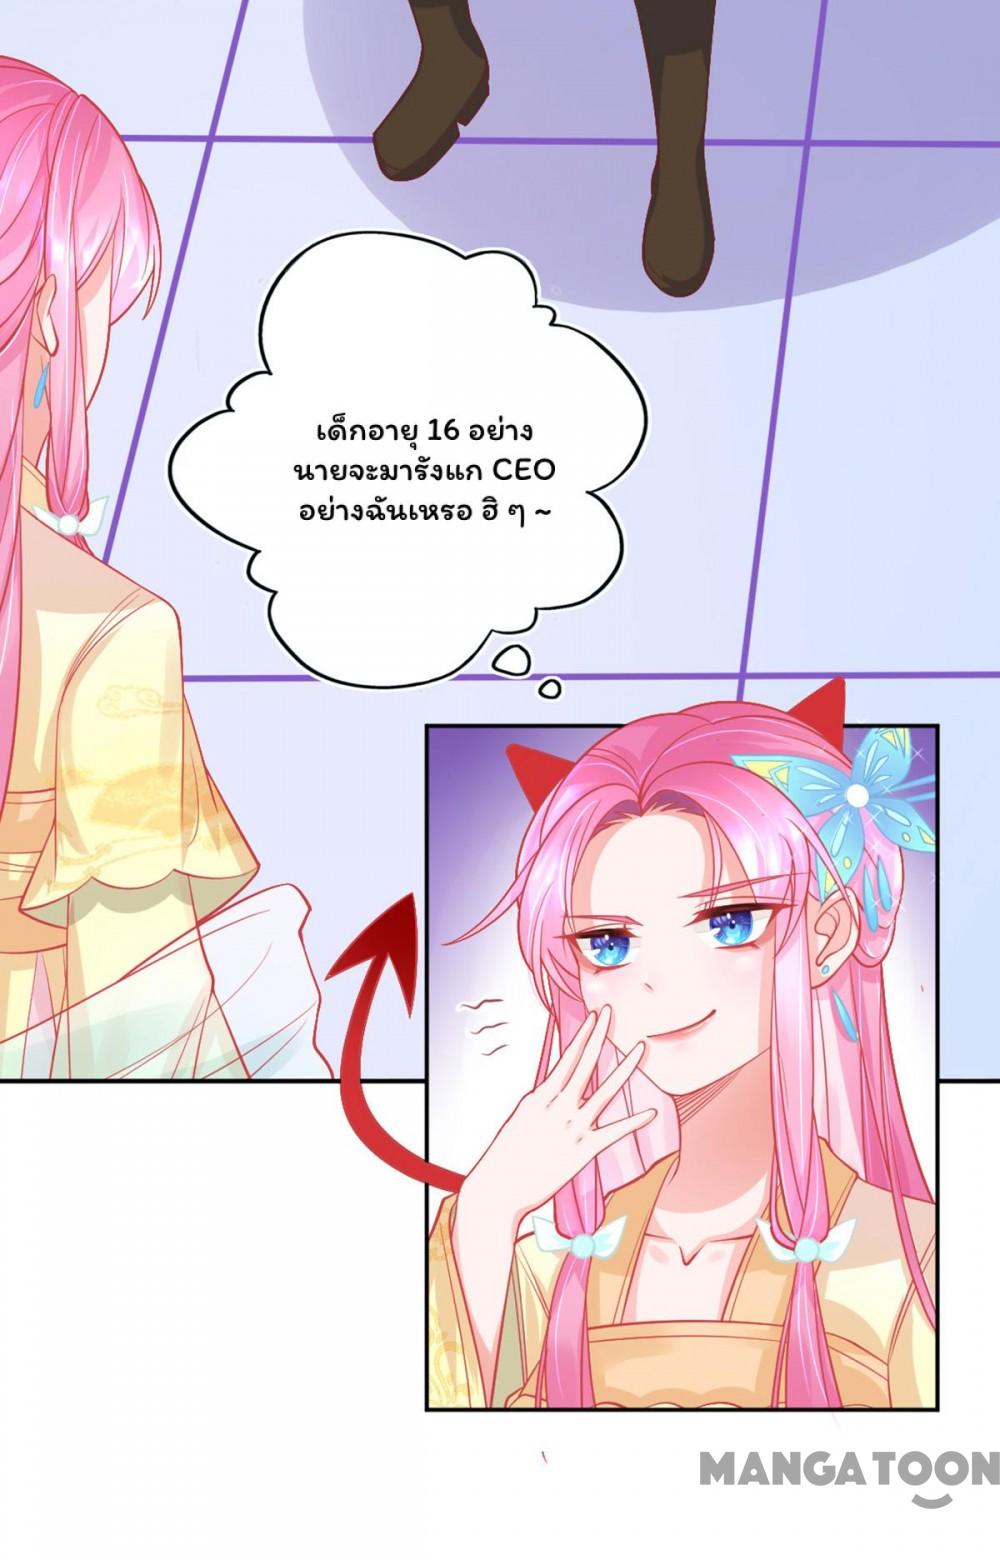 เด็กอายุ 16 อย่าง
นายจะมารังแก CEO
อย่างฉันเหรอ ฮิ ๆ ~
MANGATOON